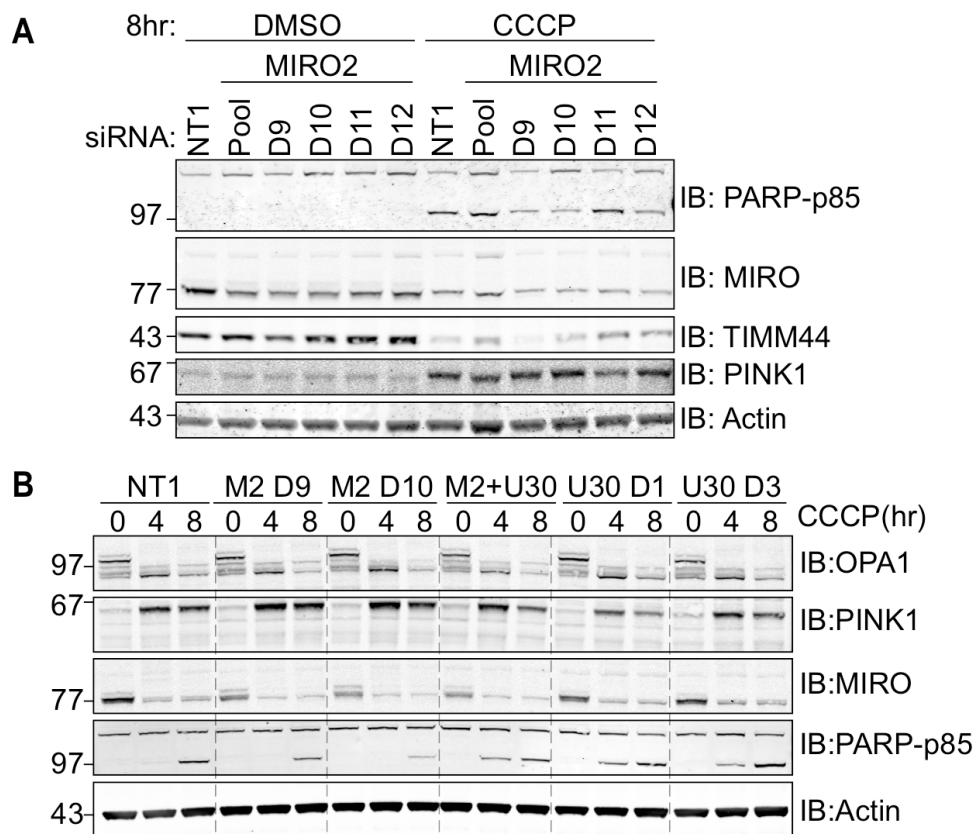 A
8hr: DMSO CCCP
MIRO2 MIRO2
siRNA: NT1 Pool D9 D10 D11 D12 NT1 Pool D9 D10 D11 D12
97 IB: PARP-p85
77 IB: MIRO
43 IB: TIMM44
67 IB: PINK1
43 IB: Actin
B
NT1 M2 D9 M2 D10 M2+U30 U30 D1 U30 D3
0 4 8 0 4 8 0 4 8 0 4 8 0 4 8 0 4 8 CCCP(hr)
97 IB:OPA1
67 IB:PINK1
77 IB:MIRO
97 IB:PARP-p85
43 IB:Actin